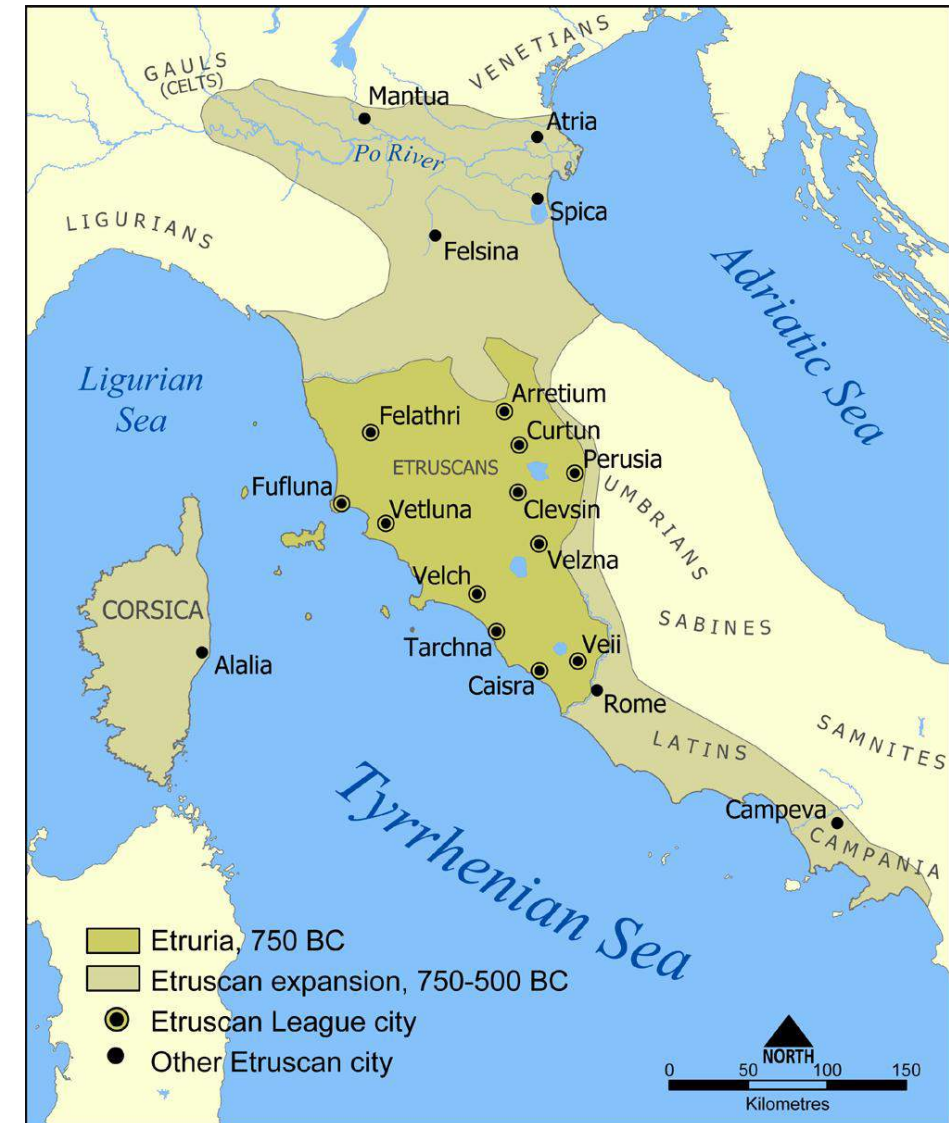 GAULS
(CELTS)
VENETIANS
Mantua
Atria
Po River
Spica
LIGURIANS
Felsina
Adriatic Sea
Ligurian
Sea
Arretium
Felathri
Curtun
ETRUSCANS
Perusia
Fufluna
Clevsin
UMBRIANS
Vetluna
Velzna
Velch
CORSICA
SABINES
Tarchna
Veii
Alalia
Caisra
Rome
LATINS
SAMNITES
Tyrrhenian Sea
Campeva
CAMPANIA
Etruria, 750 BC
Etruscan expansion, 750-500 BC
Etruscan League city
Other Etruscan city
NORTH
0 50 100 150
Kilometres